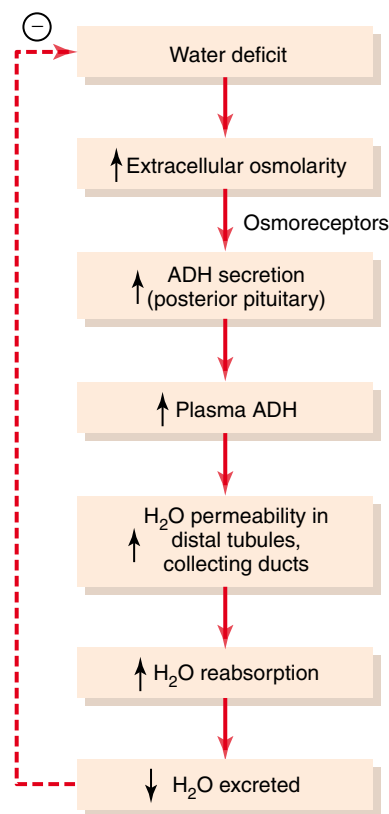 −
Water deficit
↑ Extracellular osmolarity
Osmoreceptors
↑ ADH secretion
(posterior pituitary)
↑ Plasma ADH
H₂O permeability in
↑ distal tubules,
collecting ducts
↑ H₂O reabsorption
↓ H₂O excreted